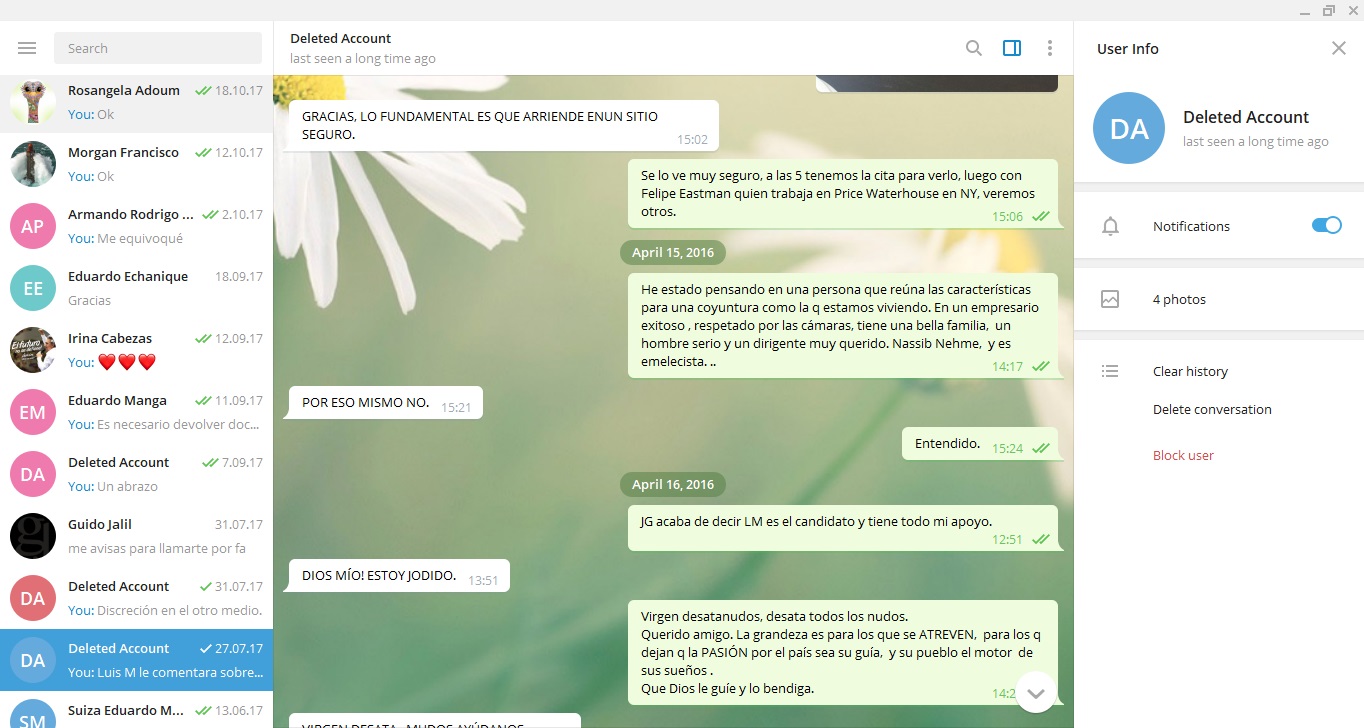 Search
Rosangela Adoum 18.10.17
You: Ok
Morgan Francisco 12.10.17
You: Ok
AP
Armando Rodrigo ... 2.10.17
You: Me equivoqué
EE
Eduardo Echanique 18.09.17
Gracias
El futuro
Irina Cabezas 12.09.17
You: ❤️❤️❤️
EM
Eduardo Manga 11.09.17
You: Es necesario devolver doc...
DA
Deleted Account 7.09.17
You: Un abrazo
Guido Jalil 31.07.17
me avisas para llamarte por fa
DA
Deleted Account 31.07.17
You: Discreción en el otro medio.
DA
Deleted Account 27.07.17
You: Luis M le comentara sobre...
SM
Suiza Eduardo M... 13.06.17
Deleted Account
last seen a long time ago
GRACIAS, LO FUNDAMENTAL ES QUE ARRIENDE ENUN SITIO
SEGURO.
15:02
Se lo ve muy seguro, a las 5 tenemos la cita para verlo, luego con
Felipe Eastman quien trabaja en Price Waterhouse en NY, veremos
otros.
15:06
April 15, 2016
He estado pensando en una persona que reúna las características
para una coyuntura como la q estamos viviendo. En un empresario
exitoso , respetado por las cámaras, tiene una bella familia,  un
hombre serio y un dirigente muy querido. Nassib Nehme,  y es
emelecista. ..
14:17
POR ESO MISMO NO. 15:21
Entendido. 15:24
April 16, 2016
JG acaba de decir LM es el candidato y tiene todo mi apoyo.
12:51
DIOS MÍO! ESTOY JODIDO. 13:51
Virgen desatanudos, desata todos los nudos.
Querido amigo. La grandeza es para los que se ATREVEN,  para los q
dejan q la PASIÓN por el país sea su guía,  y su pueblo el motor  de
sus sueños .
Que Dios le guíe y lo bendiga.
VIRGEN DESATA MUDOS AYÚDANOS
User Info
DA
Deleted Account
last seen a long time ago
Notifications
4 photos
Clear history
Delete conversation
Block user